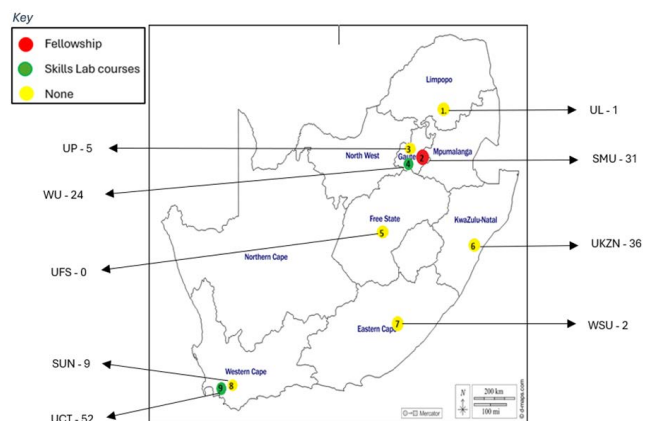 Key
Fellowship
Skills Lab courses
None
Limpopo
1.
UL - 1
UP - 5
3
North West
Mpumalanga
2
SMU - 31
4
WU - 24
Free State
KwaZulu-Natal
5
6
UKZN - 36
Northern Cape
UFS - 0
7
Eastern Cape
WSU - 2
SUN - 9
Western Cape
9
8
UCT - 52
N
200 km
100 mi
Mercator
© d-maps.com